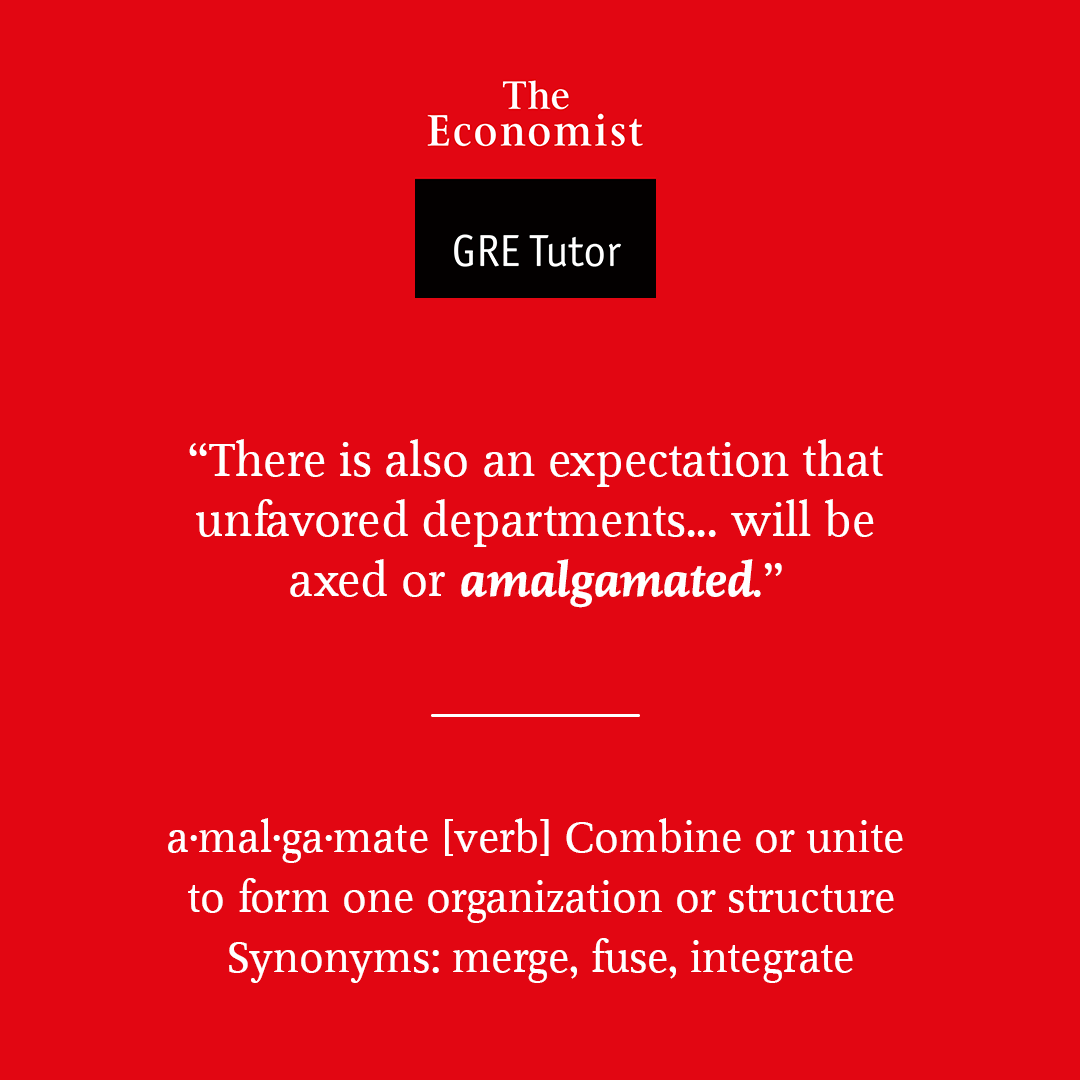 The
Economist
GRE Tutor
“There is also an expectation that
unfavored departments... will be
axed or amalgamated.”
a·mal·ga·mate [verb] Combine or unite
to form one organization or structure
Synonyms: merge, fuse, integrate